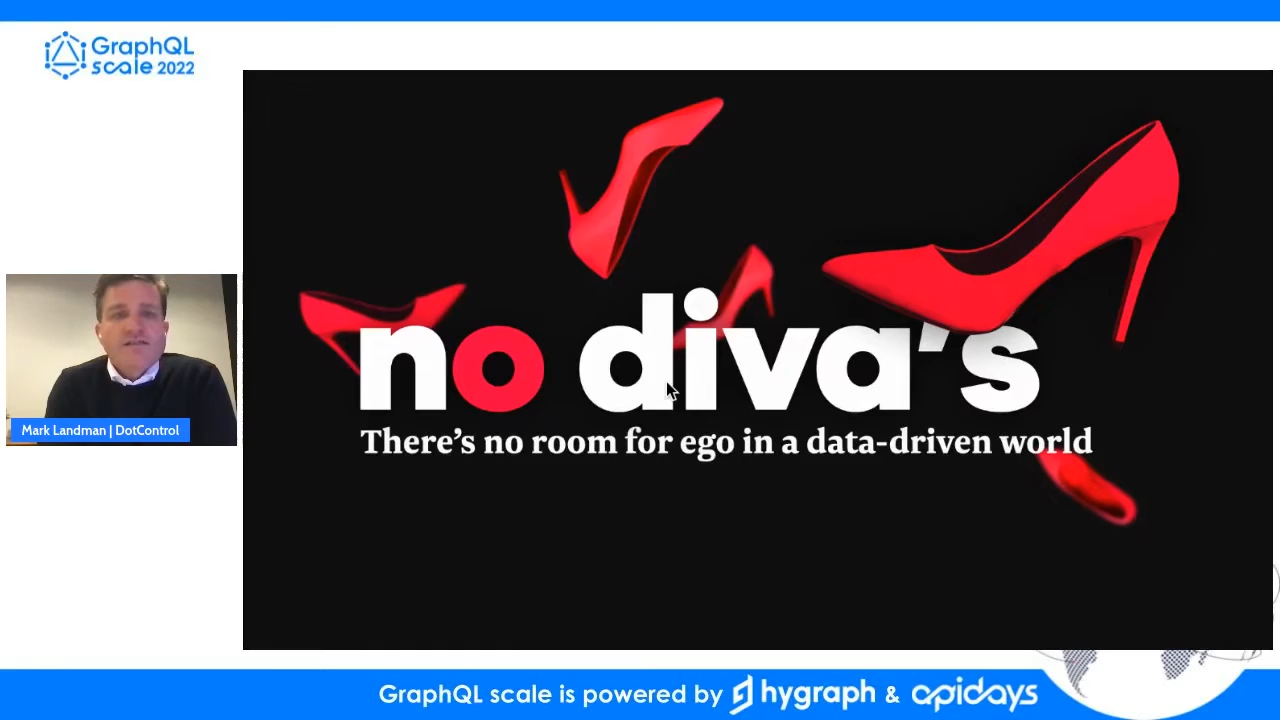 GraphQL
scale 2022
no diva's
There's no room for ego in a data-driven world
Mark Landman | DotControl
GraphQL scale is powered by hygraph & apidays